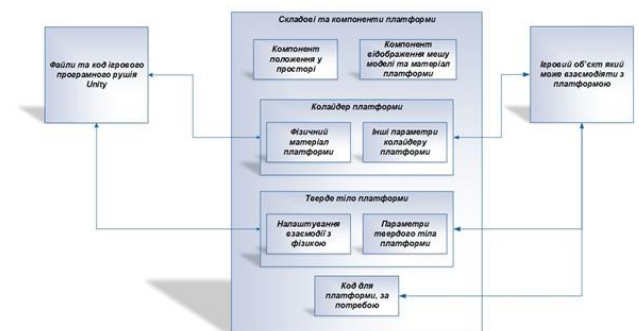 Складові та компоненти платформи
Файли та код ігрового
програмного рушія
Unity
Компонент
положення у
просторі
Компонент
відображення мешу
моделі та матеріал
платформи
Ігровий об'єкт який
може взаємодіяти з
платформою
Колайдер платформи
Фізичний
матеріал
платформи
Інші параметри
колайдеру
платформи
Тверде тіло платформи
Налаштування
взаємодії з
фізикою
Параметри
твердого тіла
платформи
Код для
платформи, за
потребою